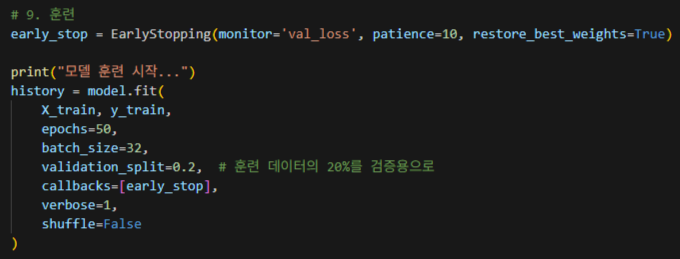 # 9. 훈련
early_stop = EarlyStopping(monitor='val_loss', patience=10, restore_best_weights=True)
print("모델 훈련 시작...")
history = model.fit(
    X_train, y_train,
    epochs=50,
    batch_size=32,
    validation_split=0.2,  # 훈련 데이터의 20%를 검증용으로
    callbacks=[early_stop],
    verbose=1,
    shuffle=False
)